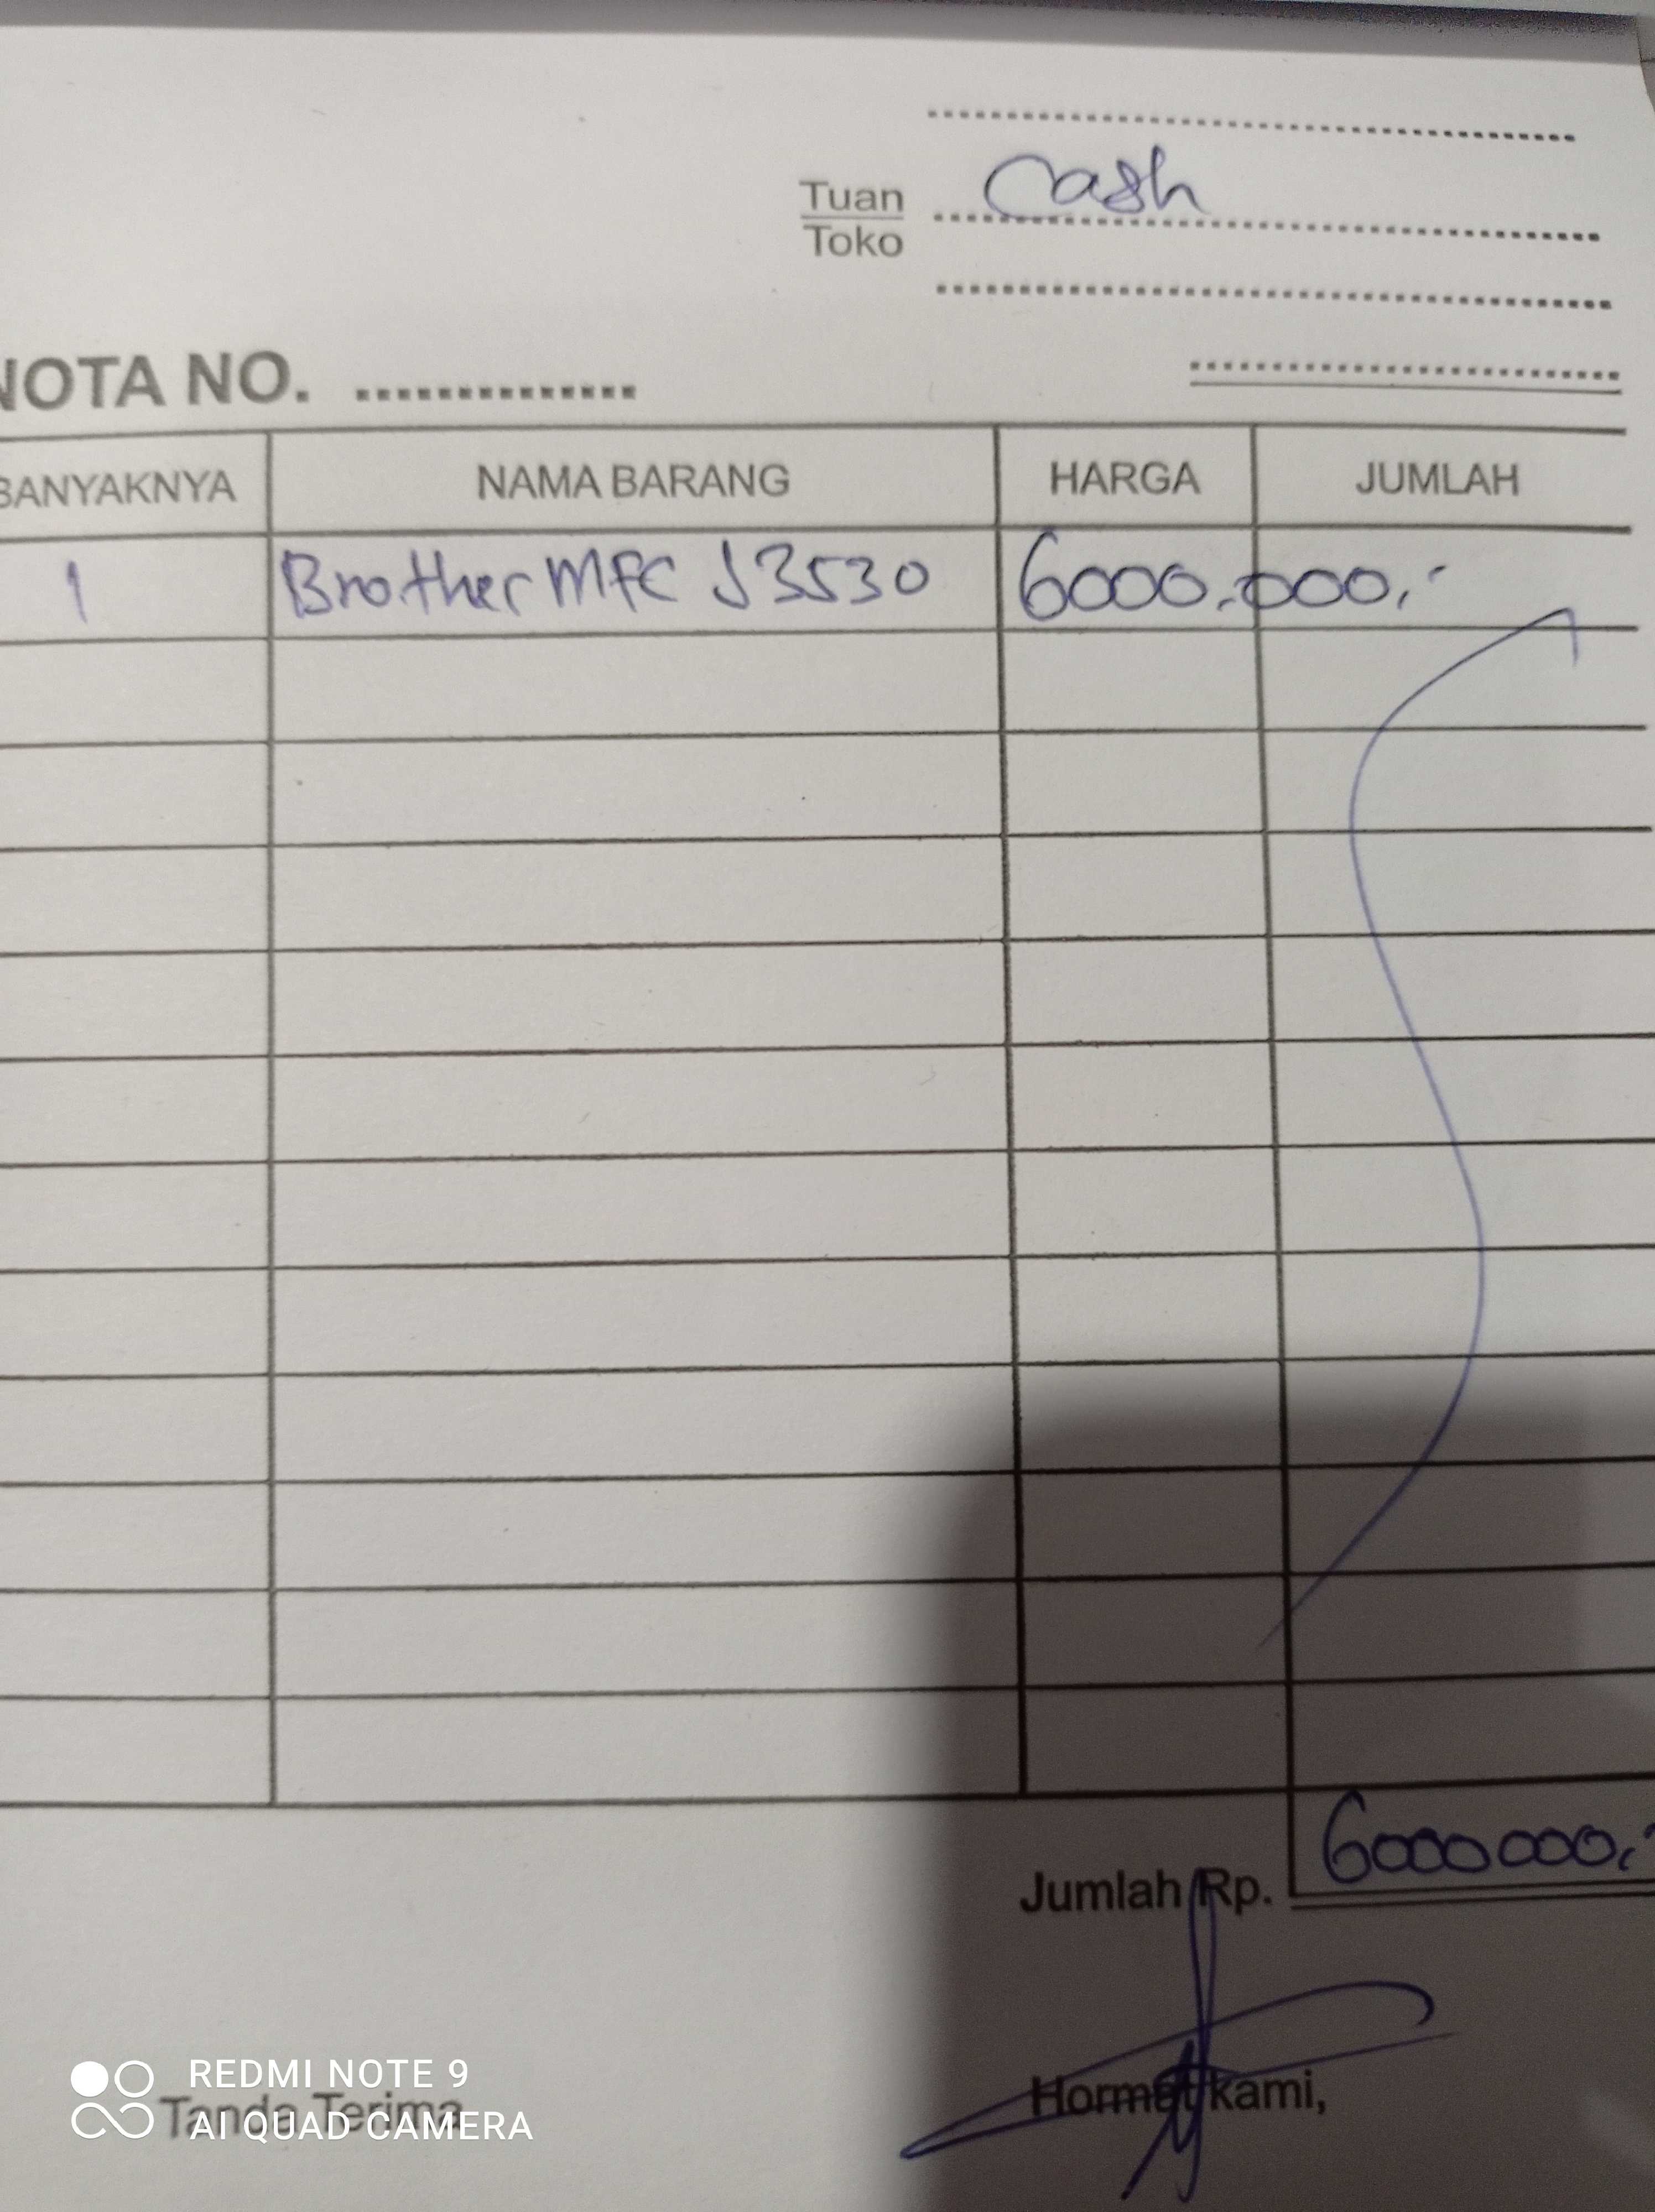 Tuan Cash
Toko
NOTA NO. ..............
BANYAKNYA NAMA BARANG HARGA JUMLAH
1 Brother MFC J3530 6000.000,-
Jumlah Rp. 6000000,-
Tanda Terima Hormat kami,
REDMI NOTE 9
AI QUAD CAMERA